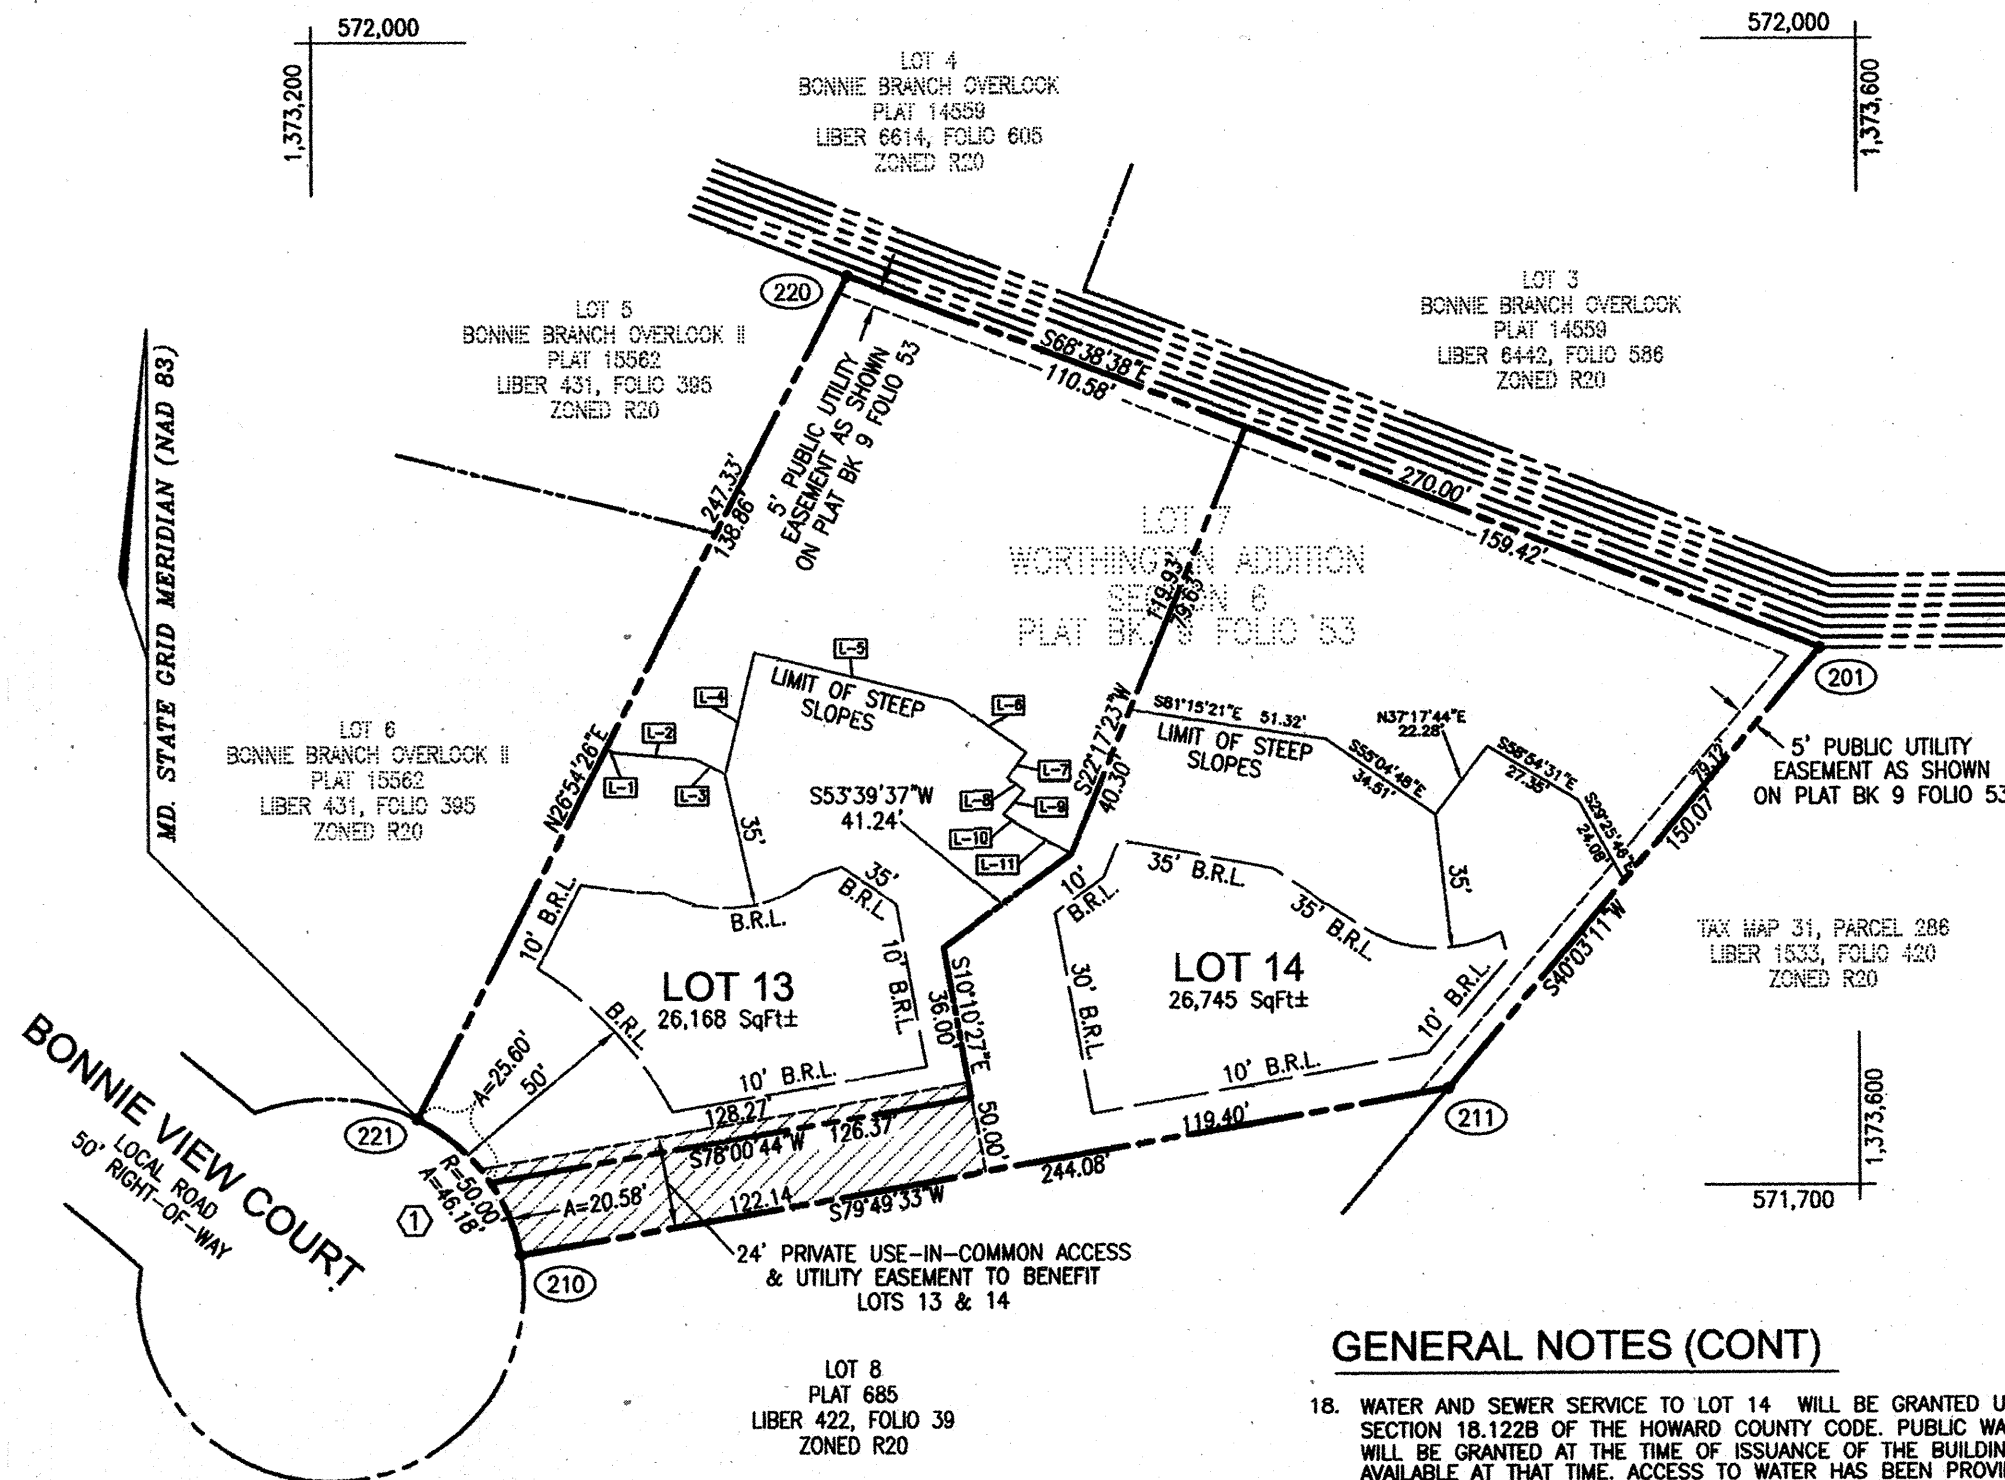 572,000
1,373,200
572,000
1,373,600
LOT 4
BONNIE BRANCH OVERLOOK
PLAT 14559
LIBER 6614, FOLIO 605
ZONED R20
220
LOT 5
BONNIE BRANCH OVERLOOK II
PLAT 15562
LIBER 431, FOLIO 395
ZONED R20
LOT 3
BONNIE BRANCH OVERLOOK
PLAT 14559
LIBER 6442, FOLIO 586
ZONED R20
S68°38'38"E
110.58'
270.00'
159.42'
5' PUBLIC UTILITY
EASEMENT AS SHOWN
ON PLAT BK 9 FOLIO 53
247.33'
138.86'
MD. STATE GRID MERIDIAN (NAD 83)
LOT 7
WORTHINGTON ADDITION
SECTION 6
PLAT BK. 9 FOLIO 53
119.93'
79.63'
201
L-5
L-4
LIMIT OF STEEP
SLOPES
L-6
L-2
L-1
L-3
L-7
L-8
L-9
L-10
L-11
S22°17'23"W
40.30'
S81°15'21"E 51.32'
LIMIT OF STEEP
SLOPES
N37°17'44"E
22.28'
S55°04'48"E
34.51'
S58°54'31"E
27.35'
S29°25'46"E
24.08'
79.12'
150.07'
5' PUBLIC UTILITY
EASEMENT AS SHOWN
ON PLAT BK 9 FOLIO 53
LOT 6
BONNIE BRANCH OVERLOOK II
PLAT 15562
LIBER 431, FOLIO 395
ZONED R20
N26°54'26"E
S53°39'37"W
41.24'
35'
35'
B.R.L.
B.R.L.
10' B.R.L.
10' B.R.L.
LOT 13
26,168 SqFt±
B.R.L.
10' B.R.L.
S10°10'27"E
36.00'
10'
B.R.L.
35' B.R.L.
35' B.R.L.
35'
30' B.R.L.
LOT 14
26,745 SqFt±
10' B.R.L.
10' B.R.L.
S40°03'11"W
TAX MAP 31, PARCEL 286
LIBER 1533, FOLIO 420
ZONED R20
A=25.60'
50'
221
128.27'
126.37'
S78°00'44"W
50.00'
119.40'
211
244.08'
R=50.00'
A=46.18'
1
A=20.58'
122.14
S79°49'33"W
210
BONNIE VIEW COURT
LOCAL ROAD
50' RIGHT-OF-WAY
24' PRIVATE USE-IN-COMMON ACCESS
& UTILITY EASEMENT TO BENEFIT
LOTS 13 & 14
1,373,600
571,700
LOT 8
PLAT 685
LIBER 422, FOLIO 39
ZONED R20
GENERAL NOTES (CONT)
18. WATER AND SEWER SERVICE TO LOT 14 WILL BE GRANTED U
SECTION 18.122B OF THE HOWARD COUNTY CODE. PUBLIC WA
WILL BE GRANTED AT THE TIME OF ISSUANCE OF THE BUILDIN
AVAILABLE AT THAT TIME. ACCESS TO WATER HAS BEEN PROVI